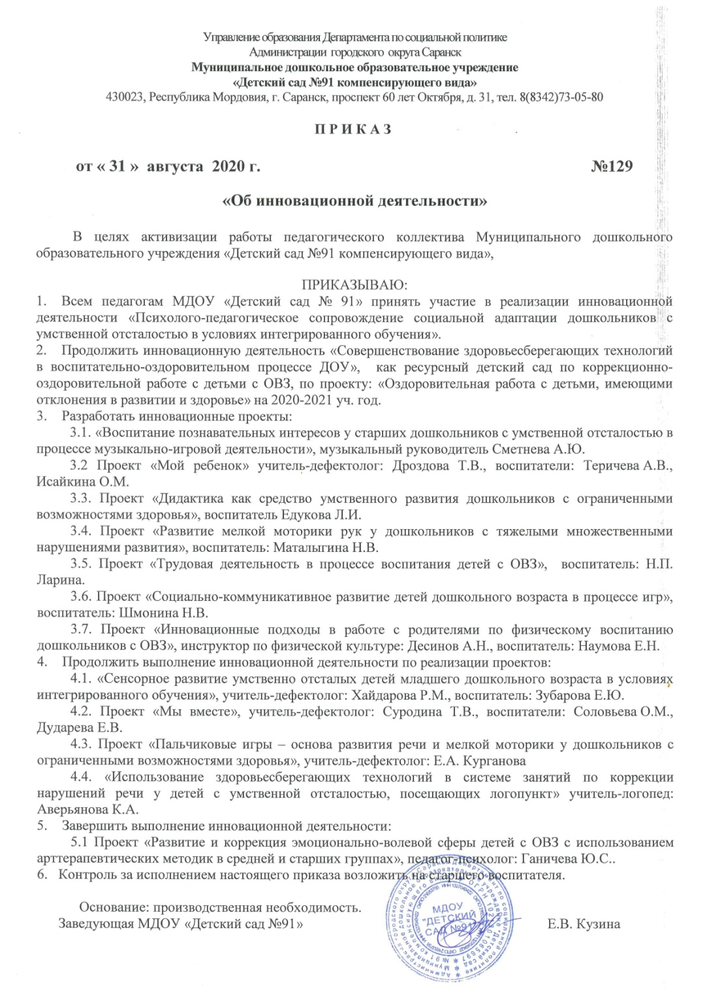 Управление образования Департамента по социальной политике
Администрации городского округа Саранск
Муниципальное дошкольное образовательное учреждение
«Детский сад №91 компенсирующего вида»
430023, Республика Мордовия, г. Саранск, проспект 60 лет Октября, д. 31, тел. 8(8342)73-05-80
П Р И К А З
от « 31 » августа 2020 г. №129
«Об инновационной деятельности»
В целях активизации работы педагогического коллектива Муниципального дошкольного
образовательного учреждения «Детский сад №91 компенсирующего вида»,
ПРИКАЗЫВАЮ:
1. Всем педагогам МДОУ «Детский сад № 91» принять участие в реализации инновационной
деятельности «Психолого-педагогическое сопровождение социальной адаптации дошкольников с
умственной отсталостью в условиях интегрированного обучения».
2. Продолжить инновационную деятельность «Совершенствование здоровьесберегающих технологий
в воспитательно-оздоровительном процессе ДОУ», как ресурсный детский сад по коррекционно-
оздоровительной работе с детьми с ОВЗ, по проекту: «Оздоровительная работа с детьми, имеющими
отклонения в развитии и здоровье» на 2020-2021 уч. год.
3. Разработать инновационные проекты:
3.1. «Воспитание познавательных интересов у старших дошкольников с умственной отсталостью в
процессе музыкально-игровой деятельности», музыкальный руководитель Сметнева А.Ю.
3.2 Проект «Мой ребенок» учитель-дефектолог: Дроздова Т.В., воспитатели: Теричева А.В.,
Исайкина О.М.
3.3. Проект «Дидактика как средство умственного развития дошкольников с ограниченными
возможностями здоровья», воспитатель Едукова Л.И.
3.4. Проект «Развитие мелкой моторики рук у дошкольников с тяжелыми множественными
нарушениями развития», воспитатель: Маталыгина Н.В.
3.5. Проект «Трудовая деятельность в процессе воспитания детей с ОВЗ», воспитатель: Н.П.
Ларина.
3.6. Проект «Социально-коммуникативное развитие детей дошкольного возраста в процессе игр»,
воспитатель: Шмонина Н.В.
3.7. Проект «Инновационные подходы в работе с родителями по физическому воспитанию
дошкольников с ОВЗ», инструктор по физической культуре: Десинов А.Н., воспитатель: Наумова Е.Н.
4. Продолжить выполнение инновационной деятельности по реализации проектов:
4.1. «Сенсорное развитие умственно отсталых детей младшего дошкольного возраста в условиях
интегрированного обучения», учитель-дефектолог: Хайдарова Р.М., воспитатель: Зубарова Е.Ю.
4.2. Проект «Мы вместе», учитель-дефектолог: Суродина Т.В., воспитатели: Соловьева О.М.,
Дударева Е.В.
4.3. Проект «Пальчиковые игры – основа развития речи и мелкой моторики у дошкольников с
ограниченными возможностями здоровья», учитель-дефектолог: Е.А. Курганова
4.4. «Использование здоровьесберегающих технологий в системе занятий по коррекции
нарушений речи у детей с умственной отсталостью, посещающих логопункт» учитель-логопед:
Аверьянова К.А.
5. Завершить выполнение инновационной деятельности:
5.1 Проект «Развитие и коррекция эмоционально-волевой сферы детей с ОВЗ с использованием
арттерапевтических методик в средней и старших группах», педагог-психолог: Ганичева Ю.С..
6. Контроль за исполнением настоящего приказа возложить на старшего воспитателя.
Основание: производственная необходимость.
Заведующая МДОУ «Детский сад №91» Е.В. Кузина
МДОУ
"ДЕТСКИЙ
САД №91"